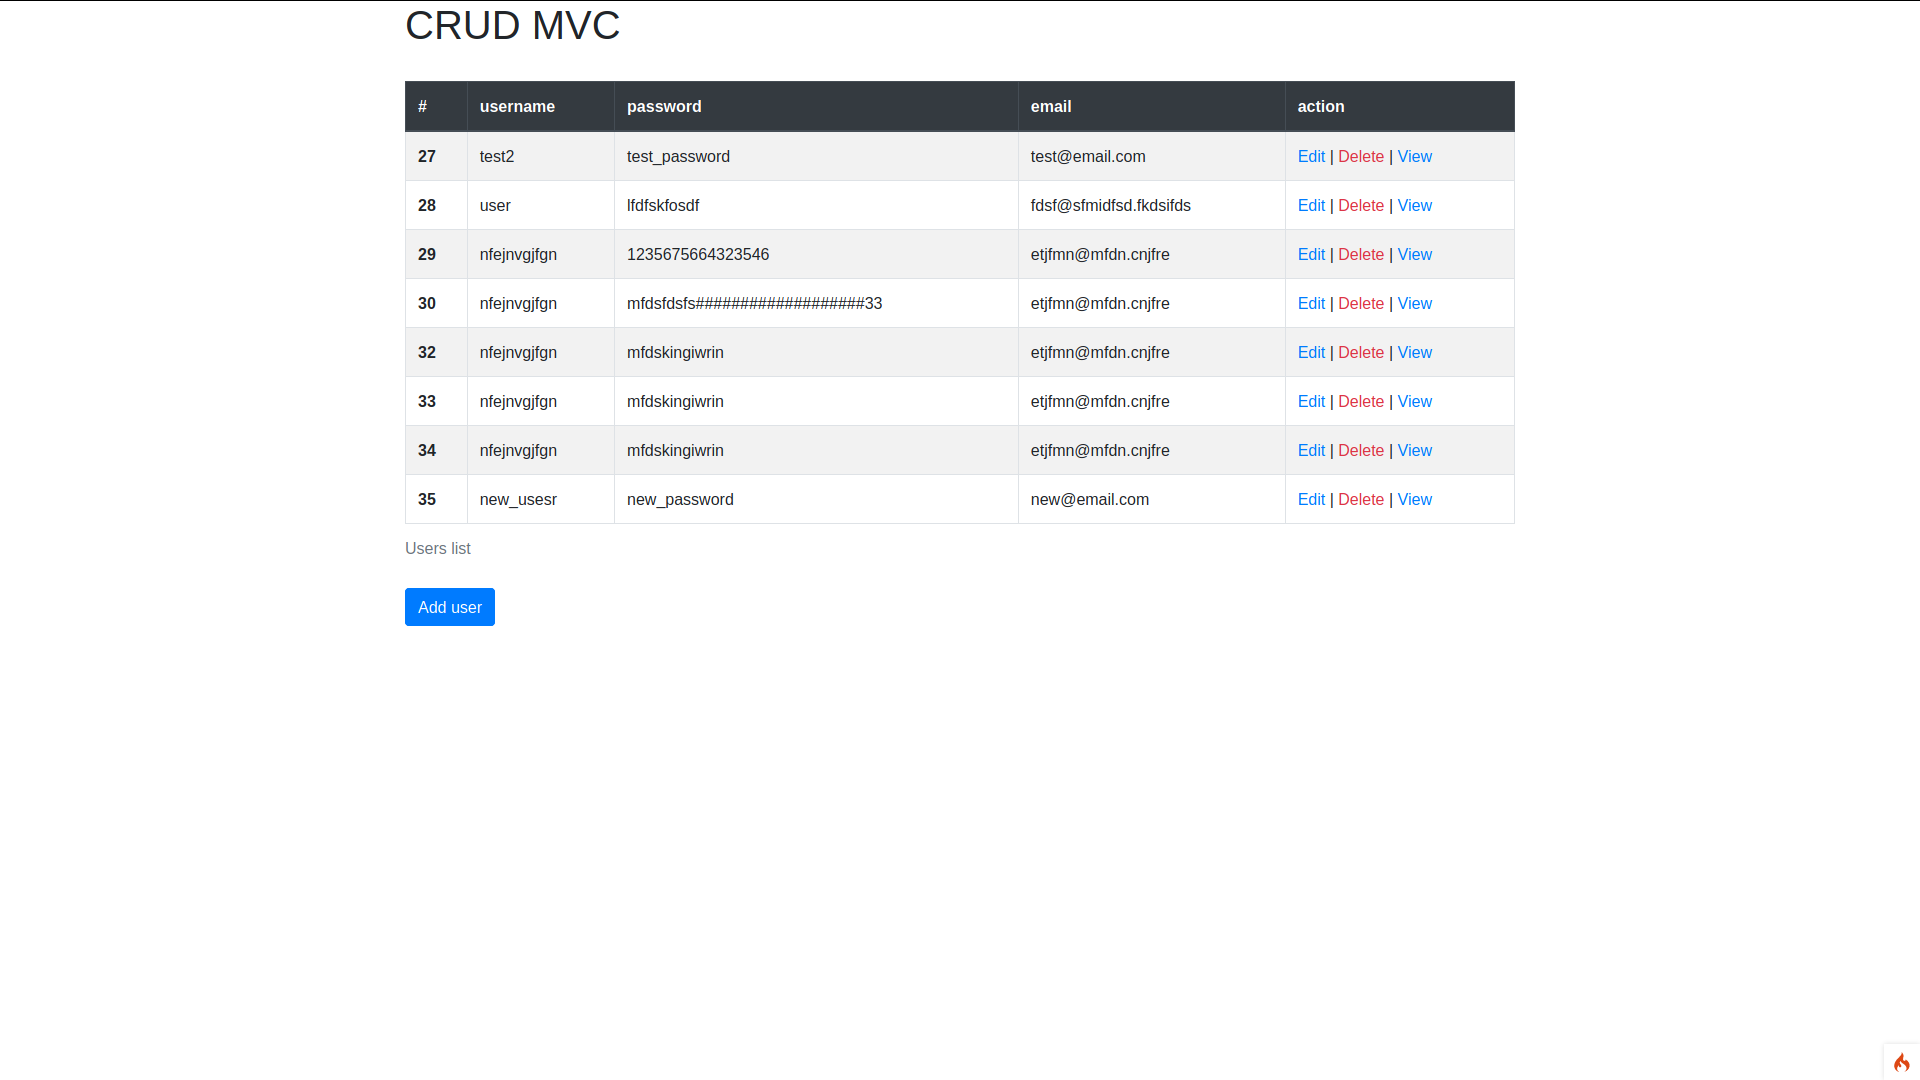 CRUD MVC
# username password email action
27 test2 test_password test@email.com Edit | Delete | View
28 user lfdfskfosdf fdsf@sfmidfsd.fkdsifds Edit | Delete | View
29 nfejnvgjfgn 1235675664323546 etjfmn@mfdn.cnjfre Edit | Delete | View
30 nfejnvgjfgn mfdsfdsfs###################33 etjfmn@mfdn.cnjfre Edit | Delete | View
32 nfejnvgjfgn mfdskingiwrin etjfmn@mfdn.cnjfre Edit | Delete | View
33 nfejnvgjfgn mfdskingiwrin etjfmn@mfdn.cnjfre Edit | Delete | View
34 nfejnvgjfgn mfdskingiwrin etjfmn@mfdn.cnjfre Edit | Delete | View
35 new_usesr new_password new@email.com Edit | Delete | View
Users list
Add user